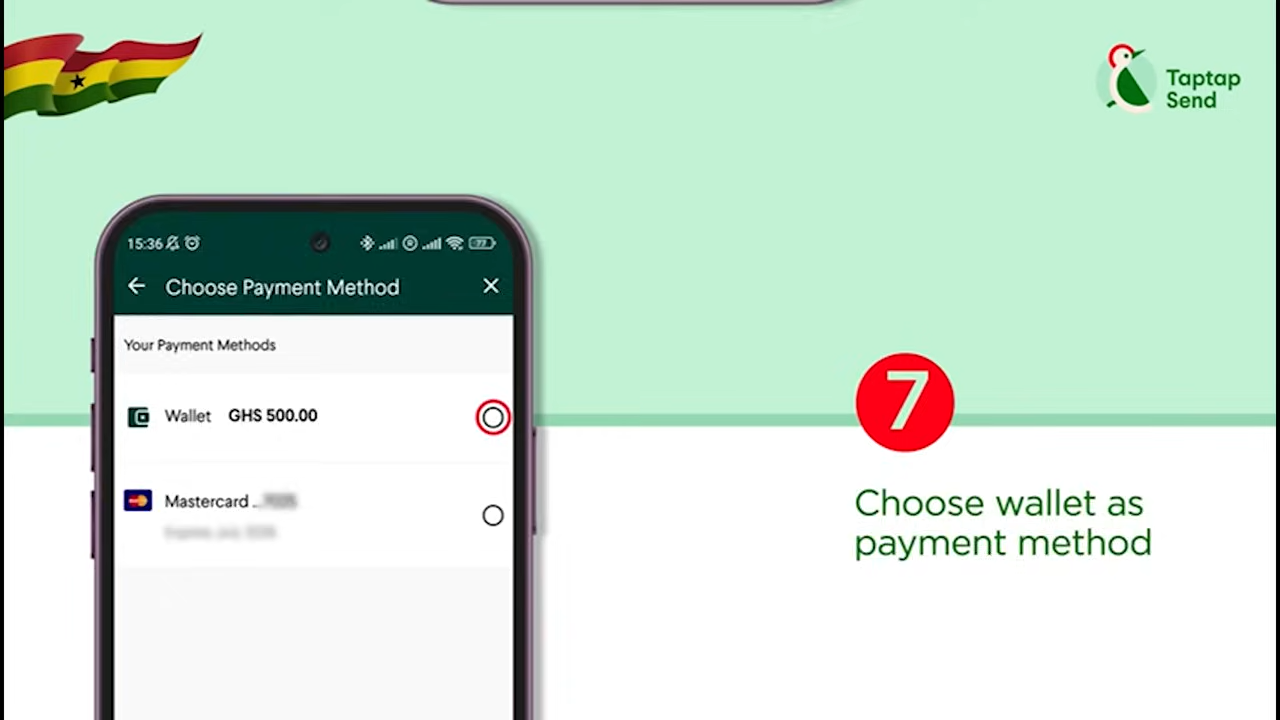 Taptap
Send
15:36
77
Choose Payment Method
Your Payment Methods
Wallet GHS 500.00
Mastercard ..
7
Choose wallet as
payment method